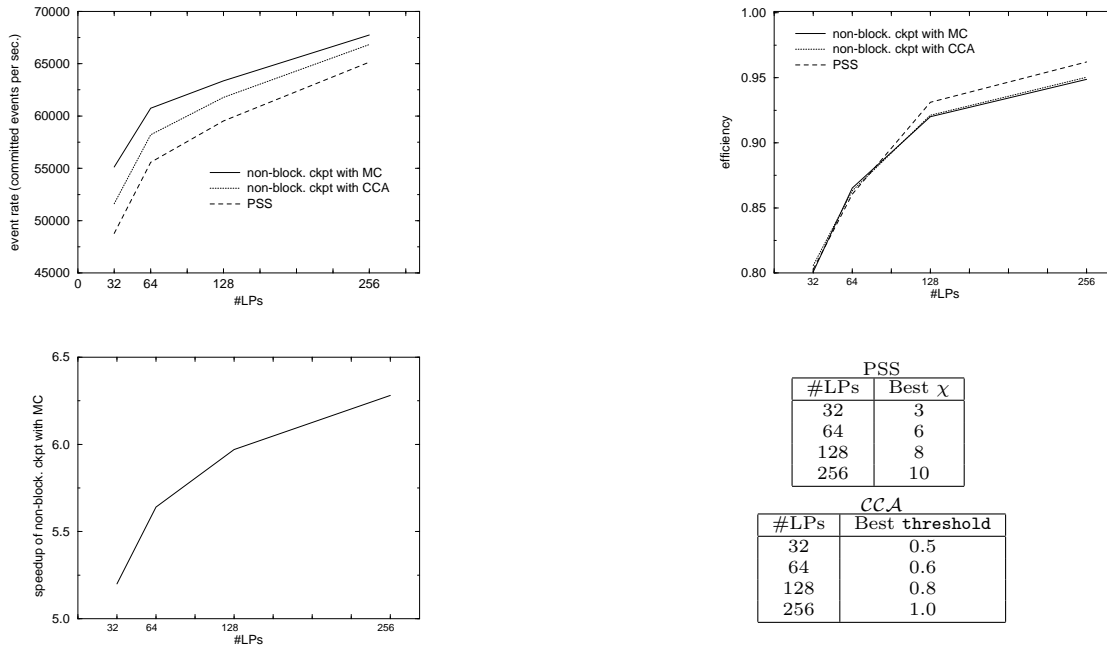 70000
65000
60000
55000
50000
45000
event rate (committed events per sec.)
non-block. ckpt with MC
non-block. ckpt with CCA
PSS
0 32 64 128 256
#LPs
1.00
0.95
0.90
0.85
0.80
efficiency
non-block. ckpt with MC
non-block. ckpt with CCA
PSS
32 64 128 256
#LPs
6.5
6.0
5.5
5.0
speedup of non-block. ckpt with MC
32 64 128 256
#LPs
PSS
#LPs Best χ
32 3
64 6
128 8
256 10
CCA
#LPs Best threshold
32 0.5
64 0.6
128 0.8
256 1.0